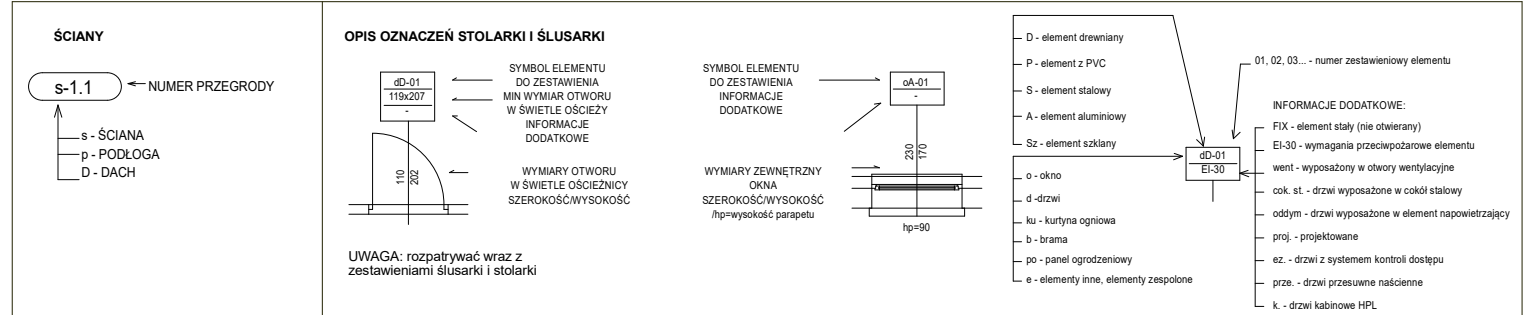 ŚCIANY
s-1.1
NUMER PRZEGRODY
s - ŚCIANA
p - PODŁOGA
D - DACH
OPIS OZNACZEŃ STOLARKI I ŚLUSARKI
dD-01
119x207
-
SYMBOL ELEMENTU
DO ZESTAWIENIA
MIN WYMIAR OTWORU
W ŚWIETLE OŚCIEŻY
INFORMACJE
DODATKOWE
110
202
WYMIARY OTWORU
W ŚWIETLE OŚCIEŻNICY
SZEROKOŚĆ/WYSOKOŚĆ
UWAGA: rozpatrywać wraz z
zestawieniami ślusarki i stolarki
SYMBOL ELEMENTU
DO ZESTAWIENIA
INFORMACJE
DODATKOWE
oA-01
-
230
170
WYMIARY ZEWNĘTRZNY
OKNA
SZEROKOŚĆ/WYSOKOŚĆ
/hp=wysokość parapetu
hp=90
D - element drewniany
P - element z PVC
S - element stalowy
A - element aluminiowy
Sz - element szklany
o - okno
d -drzwi
ku - kurtyna ogniowa
b - brama
po - panel ogrodzeniowy
e - elementy inne, elementy zespolone
dD-01
EI-30
01, 02, 03... - numer zestawieniowy elementu
INFORMACJE DODATKOWE:
FIX - element stały (nie otwierany)
EI-30 - wymagania przeciwpożarowe elementu
went - wyposażony w otwory wentylacyjne
cok. st. - drzwi wyposażone w cokół stalowy
oddym - drzwi wyposażone w element napowietrzający
proj. - projektowane
ez. - drzwi z systemem kontroli dostępu
prze. - drzwi przesuwne naścienne
k. - drzwi kabinowe HPL